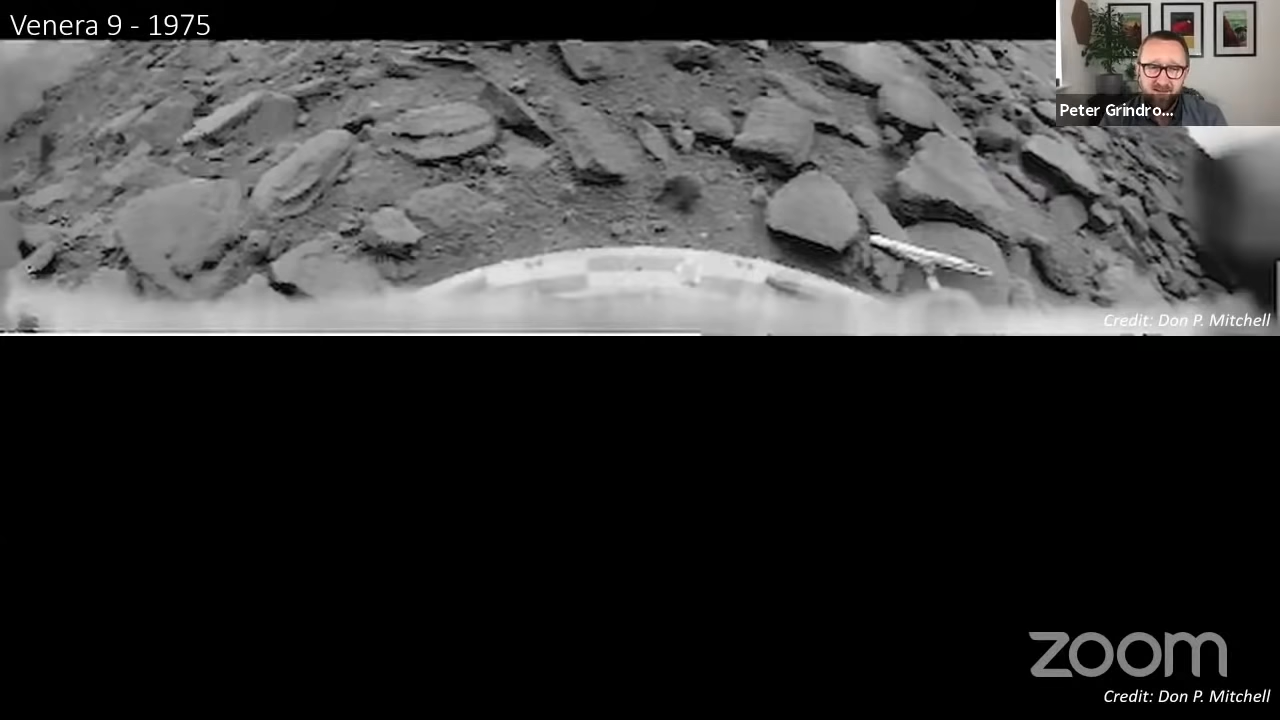 Venera 9 - 1975
Peter Grindro...
Credit: Don P. Mitchell
zoom
Credit: Don P. Mitchell